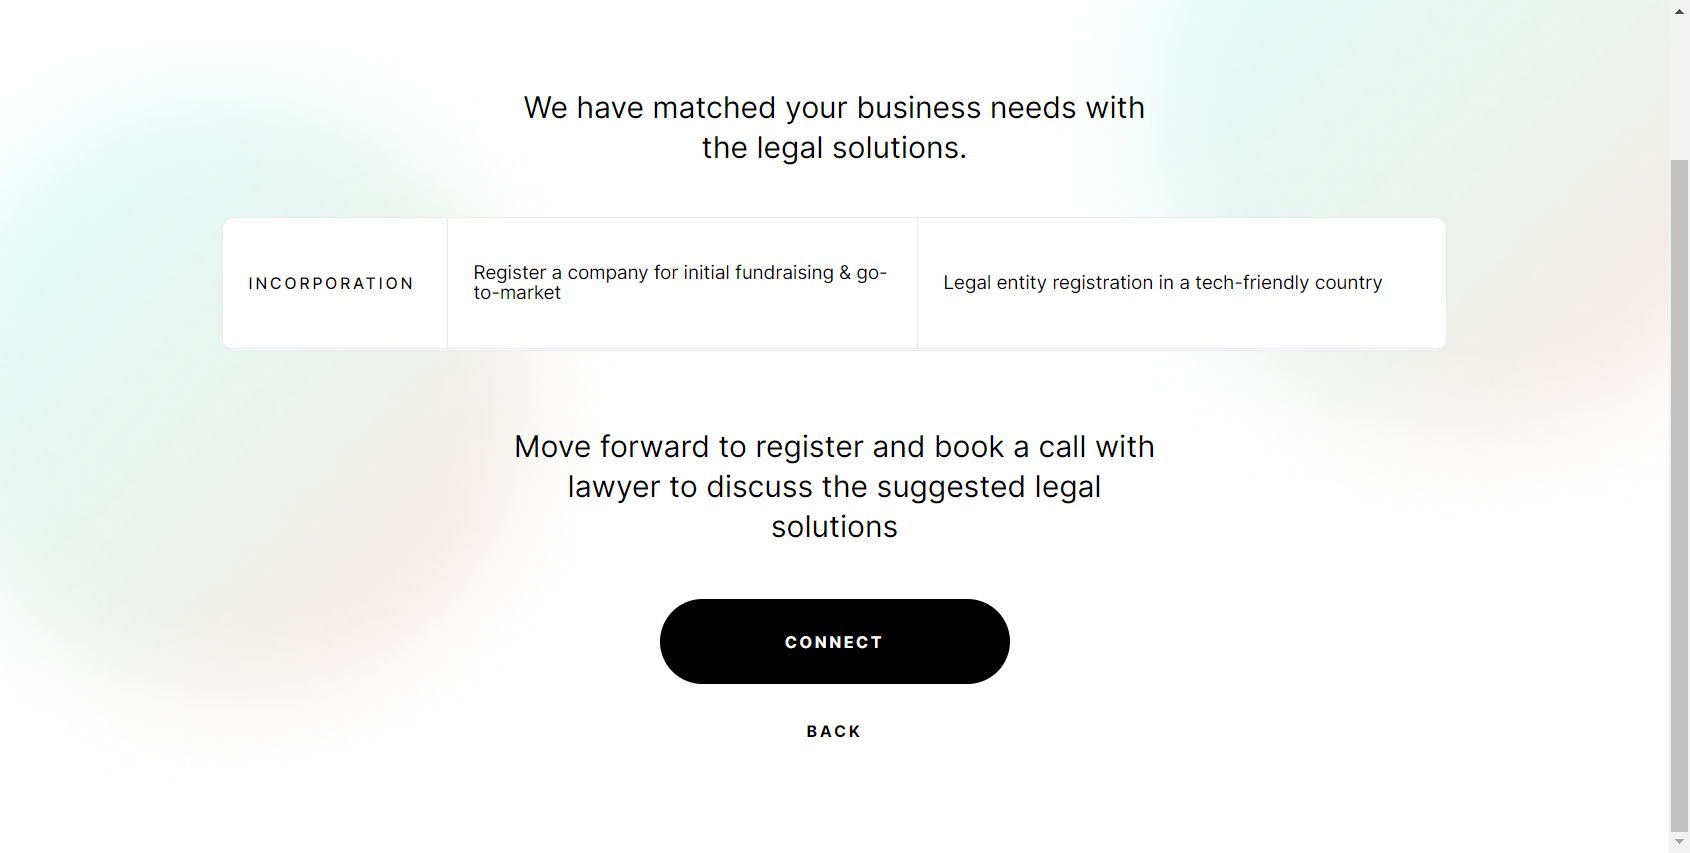 We have matched your business needs with
the legal solutions.
INCORPORATION
Register a company for initial fundraising & go-
to-market
Legal entity registration in a tech-friendly country
Move forward to register and book a call with
lawyer to discuss the suggested legal
solutions
CONNECT
BACK